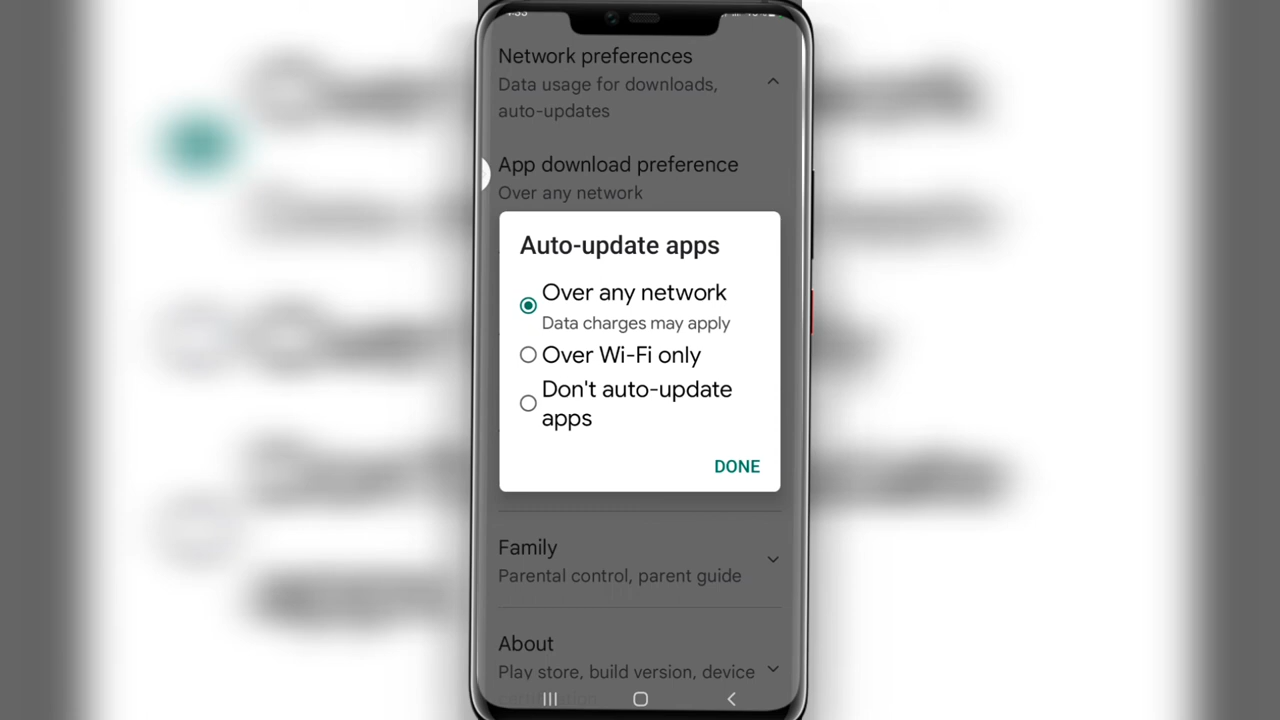 Network preferences
Data usage for downloads,
auto-updates
App download preference
Over any network
Auto-update apps
Over any network
Data charges may apply
Over Wi-Fi only
Don't auto-update
apps
DONE
Family
Parental control, parent guide
About
Play store, build version, device